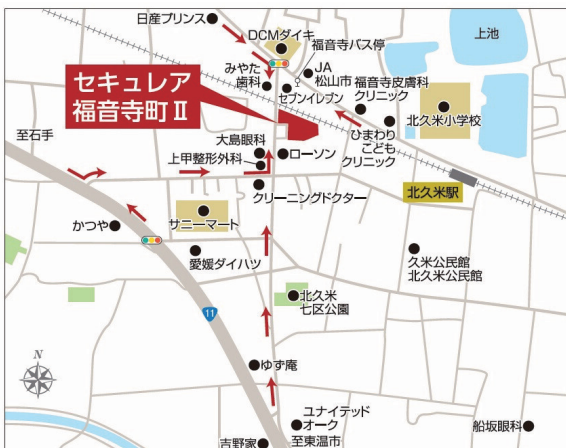 日産プリンス
DCMダイキ
福音寺バス停
上池
みやた
歯科
JA
松山市
セブンイレブン
福音寺皮膚科
クリニック
北久米小学校
セキュレア
福音寺町Ⅱ
ひまわり
こども
クリニック
至石手
大島眼科
ローソン
上甲整形外科
北久米駅
クリーニングドクター
かつや
サニーマート
愛媛ダイハツ
久米公民館
北久米公民館
北久米
七区公園
11
N
ゆず庵
ユナイテッド
オーク
船坂眼科
吉野家
至東温市